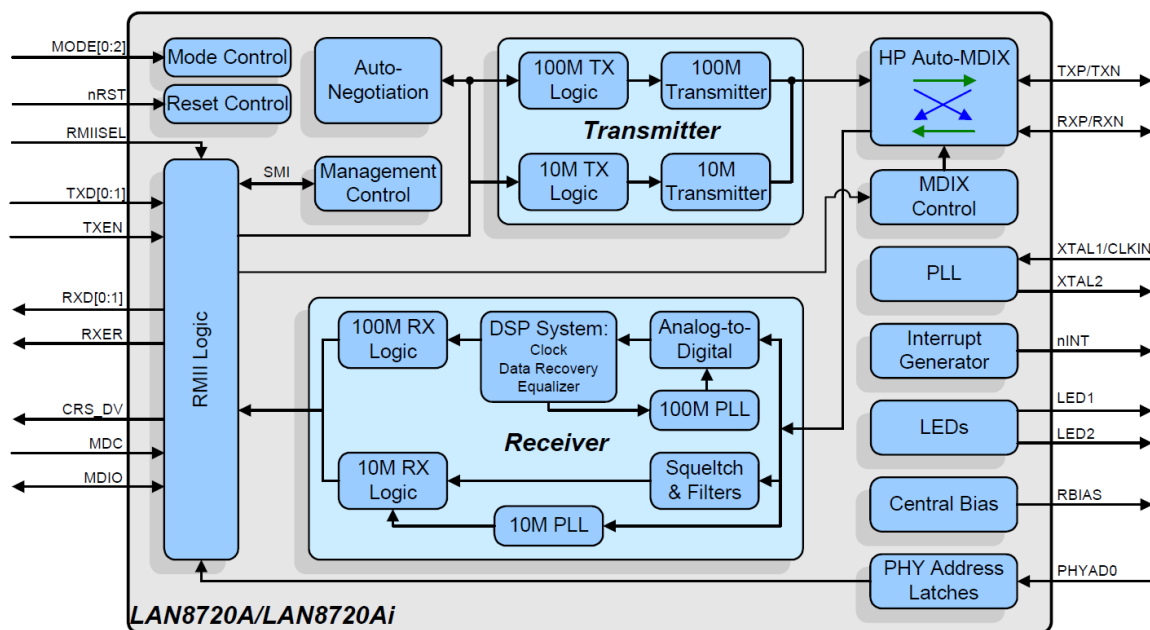 MODE[0:2]
nRST
RMIISEL
TXD[0:1]
TXEN
RXD[0:1]
RXER
CRS_DV
MDC
MDIO
Mode Control
Reset Control
Auto-
Negotiation
SMI
Management
Control
RMII Logic
100M TX
Logic
100M
Transmitter
Transmitter
10M TX
Logic
10M
Transmitter
100M RX
Logic
DSP System:
Clock
Data Recovery
Equalizer
Analog-to-
Digital
100M PLL
Receiver
10M RX
Logic
Squeltch
& Filters
10M PLL
HP Auto-MDIX
MDIX
Control
PLL
Interrupt
Generator
LEDs
Central Bias
PHY Address
Latches
TXP/TXN
RXP/RXN
XTAL1/CLKIN
XTAL2
nINT
LED1
LED2
RBIAS
PHYAD0
LAN8720A/LAN8720Ai